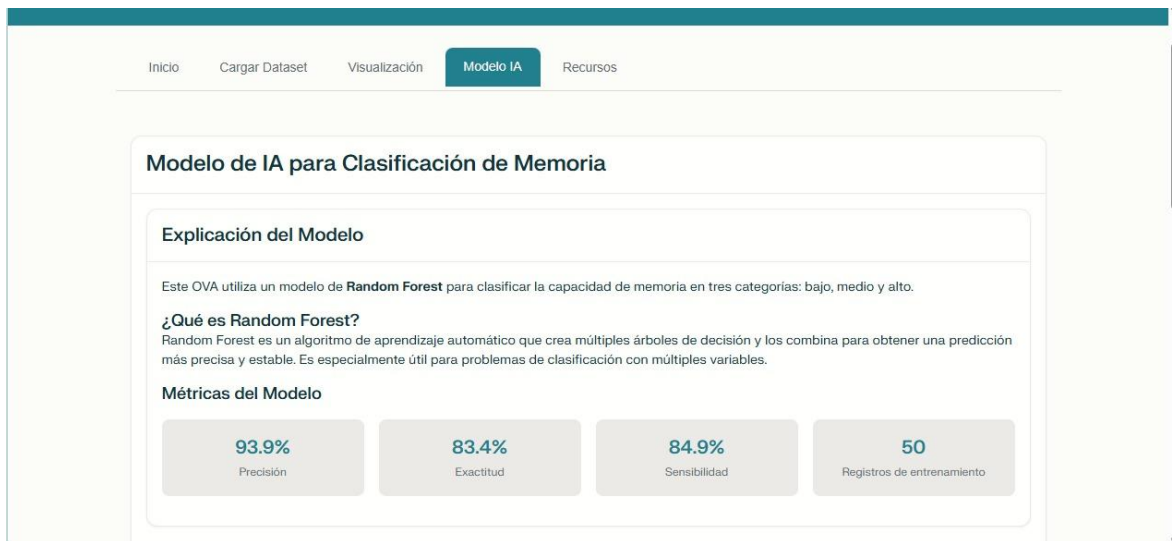 Inicio Cargar Dataset Visualización Modelo IA Recursos
Modelo de IA para Clasificación de Memoria
Explicación del Modelo
Este OVA utiliza un modelo de Random Forest para clasificar la capacidad de memoria en tres categorías: bajo, medio y alto.
¿Qué es Random Forest?
Random Forest es un algoritmo de aprendizaje automático que crea múltiples árboles de decisión y los combina para obtener una predicción
más precisa y estable. Es especialmente útil para problemas de clasificación con múltiples variables.
Métricas del Modelo
93.9% 83.4% 84.9% 50
Precisión Exactitud Sensibilidad Registros de entrenamiento